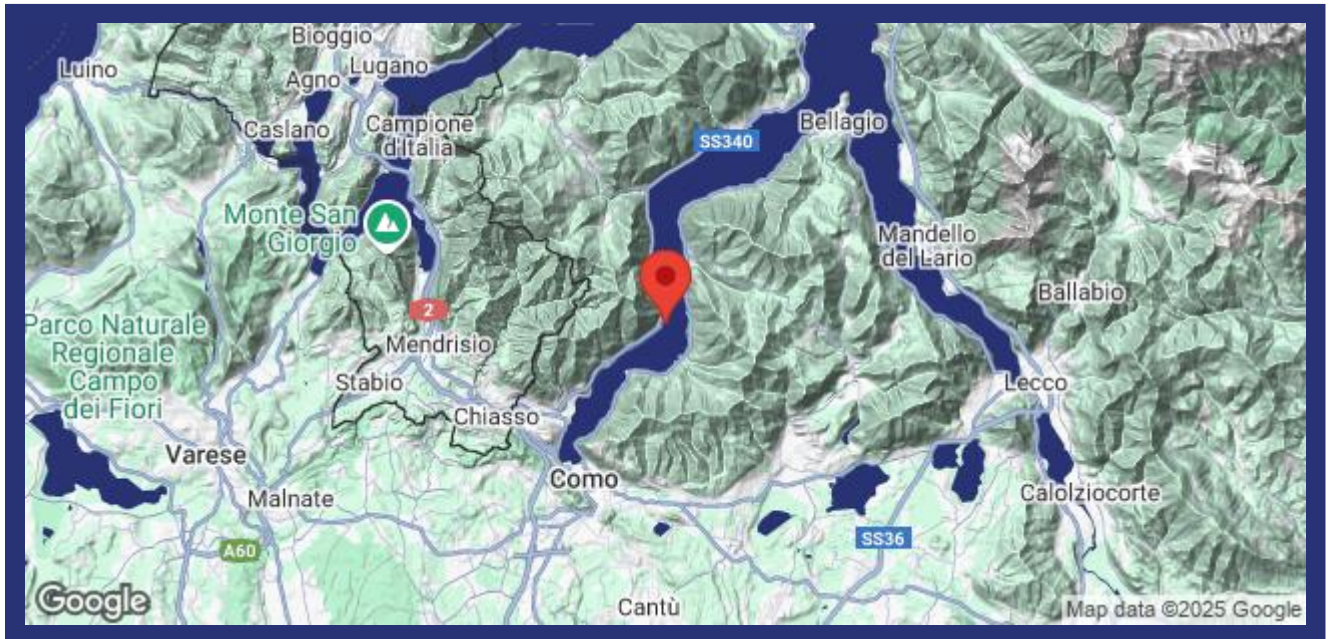 Bioggio
Luino
Lugano
Agno
Caslano
Campione
d'Italia
Bellagio
SS340
Monte San
Giorgio
Mandello
del Lario
Ballabio
2
Parco Naturale
Regionale
Campo
dei Fiori
Mendrisio
Stabio
Lecco
Chiasso
Varese
Como
Malnate
Calolziocorte
SS36
A60
Google
Cantù
Map data ©2025 Google